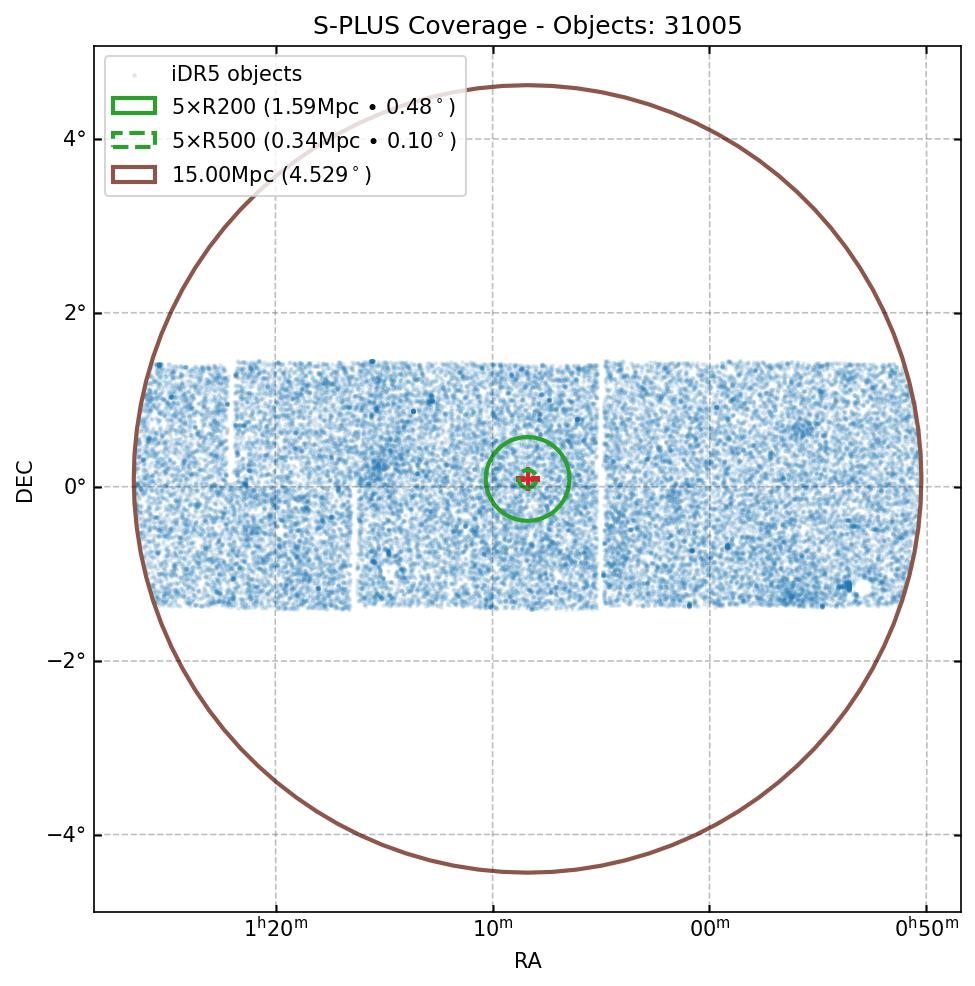 S-PLUS Coverage - Objects: 31005
iDR5 objects
5×R200 (1.59Mpc • 0.48°)
5×R500 (0.34Mpc • 0.10°)
15.00Mpc (4.529°)
4°
2°
0°
−2°
−4°
DEC
1ʰ20ᵐ
10ᵐ
00ᵐ
0ʰ50ᵐ
RA